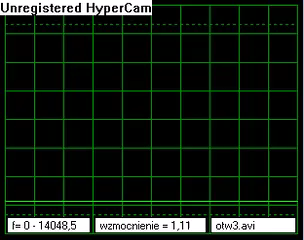 Unregistered HyperCam
f= 0 - 14048,5
wzmocnienie = 1,11
otw3.avi